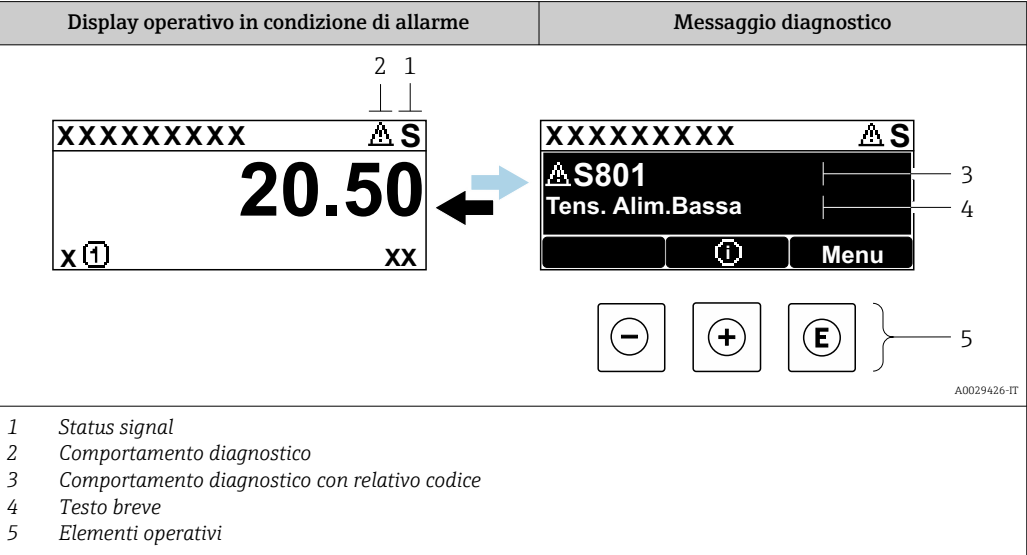 Display operativo in condizione di allarme
Messaggio diagnostico
2 1
XXXXXXXXX ⚠ S
20.50
x 1 xx
XXXXXXXXX ⚠ S
⚠S801
Tens. Alim.Bassa
i Menu
3
4
− + E
5
A0029426-IT
1 Status signal
2 Comportamento diagnostico
3 Comportamento diagnostico con relativo codice
4 Testo breve
5 Elementi operativi